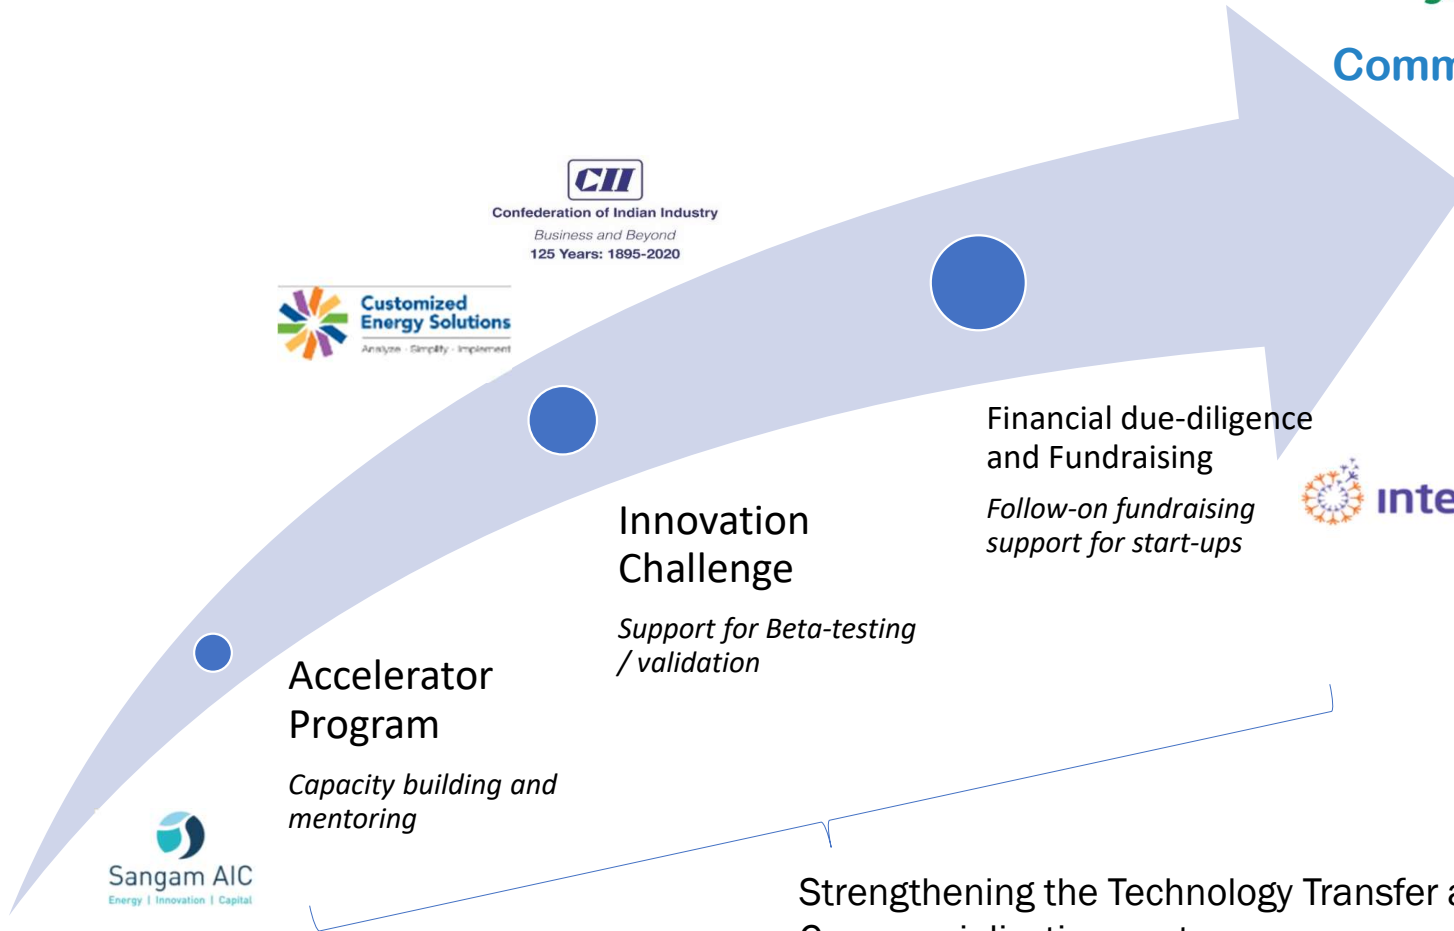 Comm
CII
Confederation of Indian Industry
Business and Beyond
125 Years: 1895-2020
Customized
Energy Solutions
Analyze · Simplify · Implement
Financial due-diligence
and Fundraising
Follow-on fundraising
support for start-ups
inte
Innovation
Challenge
Support for Beta-testing
/ validation
Accelerator
Program
Capacity building and
mentoring
Sangam AIC
Energy | Innovation | Capital
Strengthening the Technology Transfer a